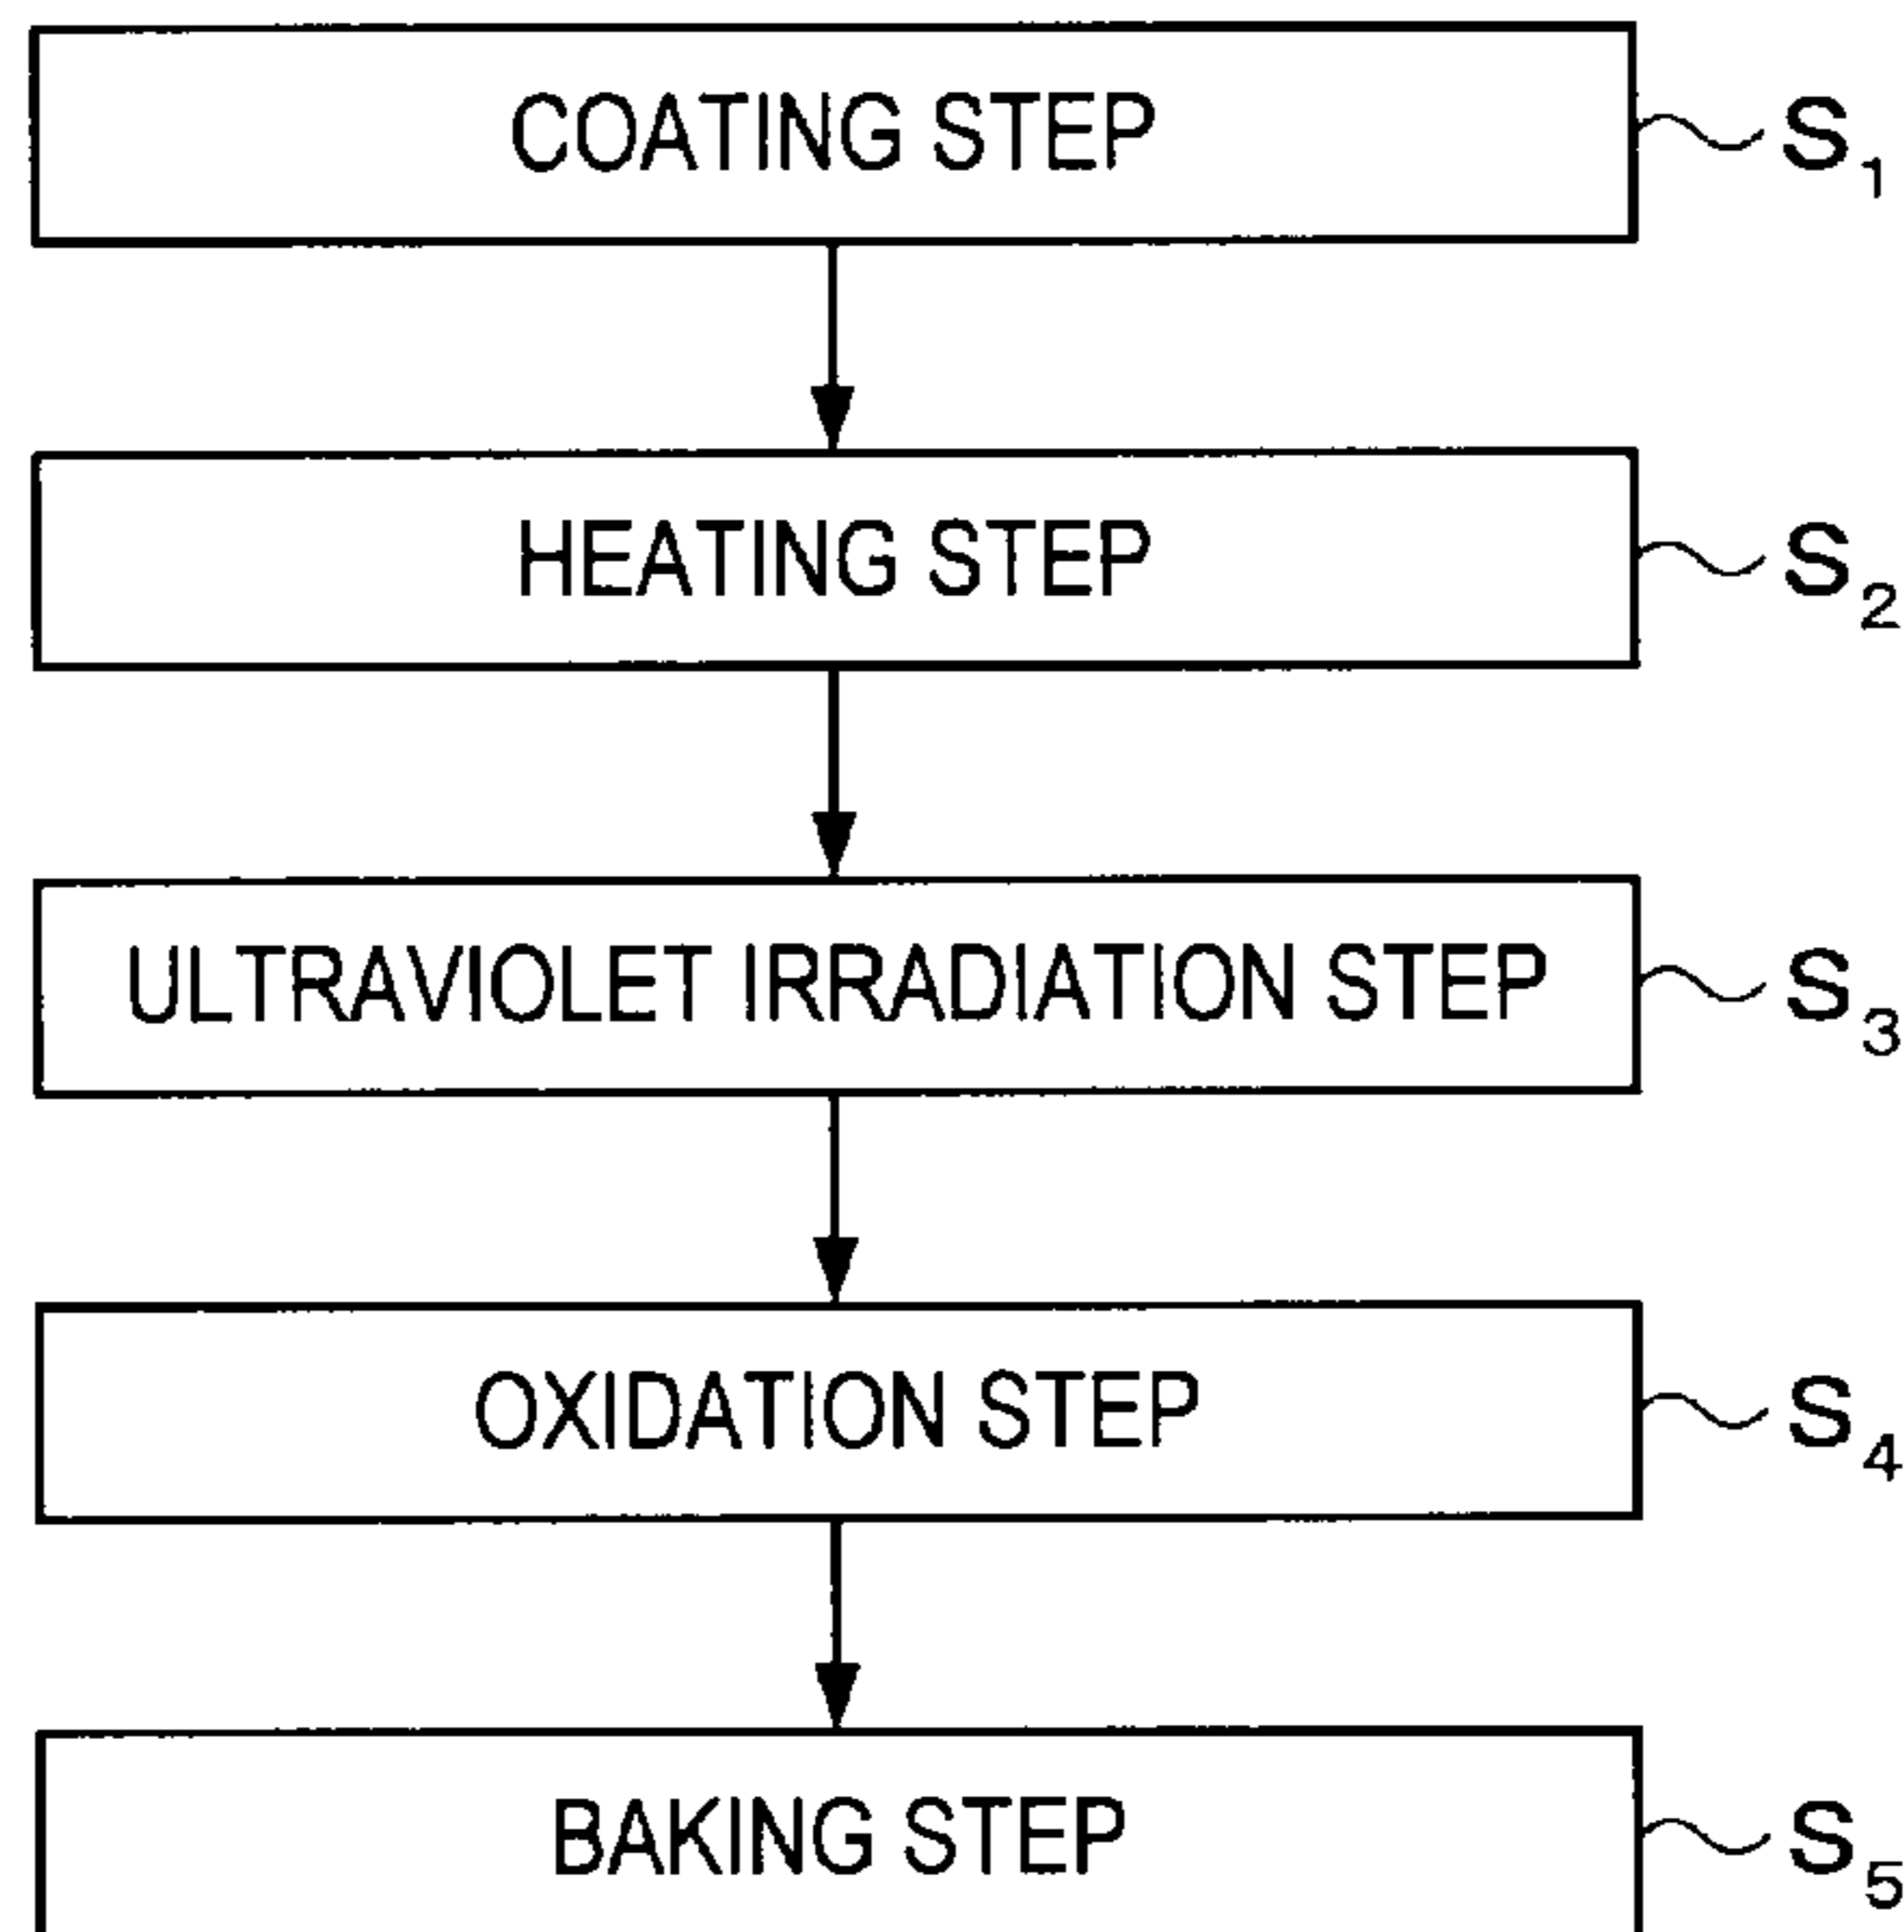 COATING STEP S1
HEATING STEP S2
ULTRAVIOLET IRRADIATION STEP S3
OXIDATION STEP S4
BAKING STEP S5